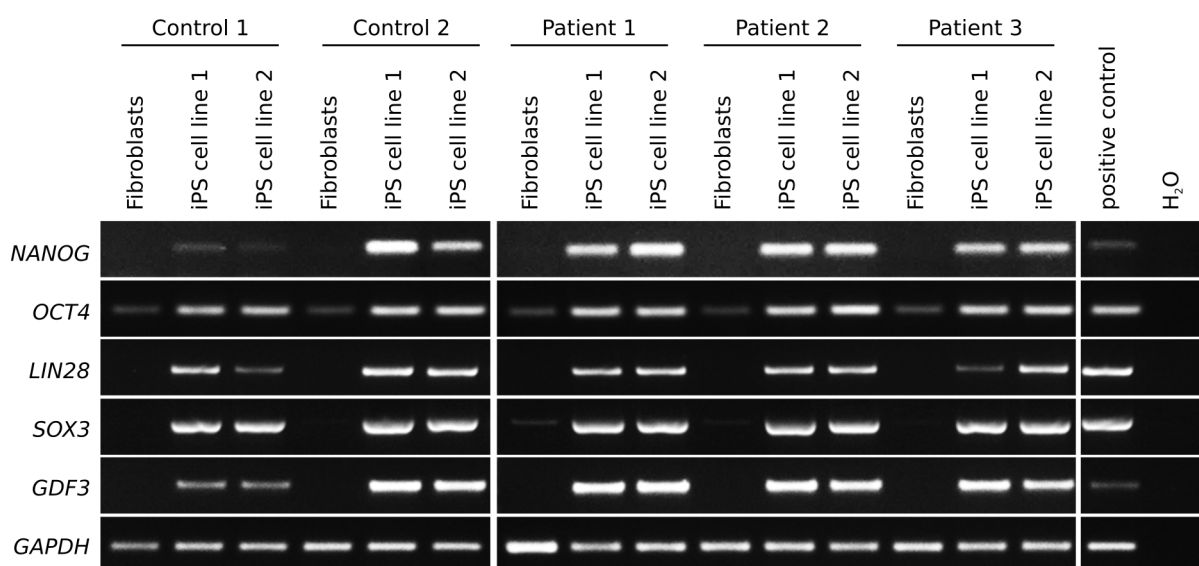 Control 1
Control 2
Patient 1
Patient 2
Patient 3
Fibroblasts
iPS cell line 1
iPS cell line 2
Fibroblasts
iPS cell line 1
iPS cell line 2
Fibroblasts
iPS cell line 1
iPS cell line 2
Fibroblasts
iPS cell line 1
iPS cell line 2
Fibroblasts
iPS cell line 1
iPS cell line 2
positive control
H₂O
NANOG
OCT4
LIN28
SOX3
GDF3
GAPDH